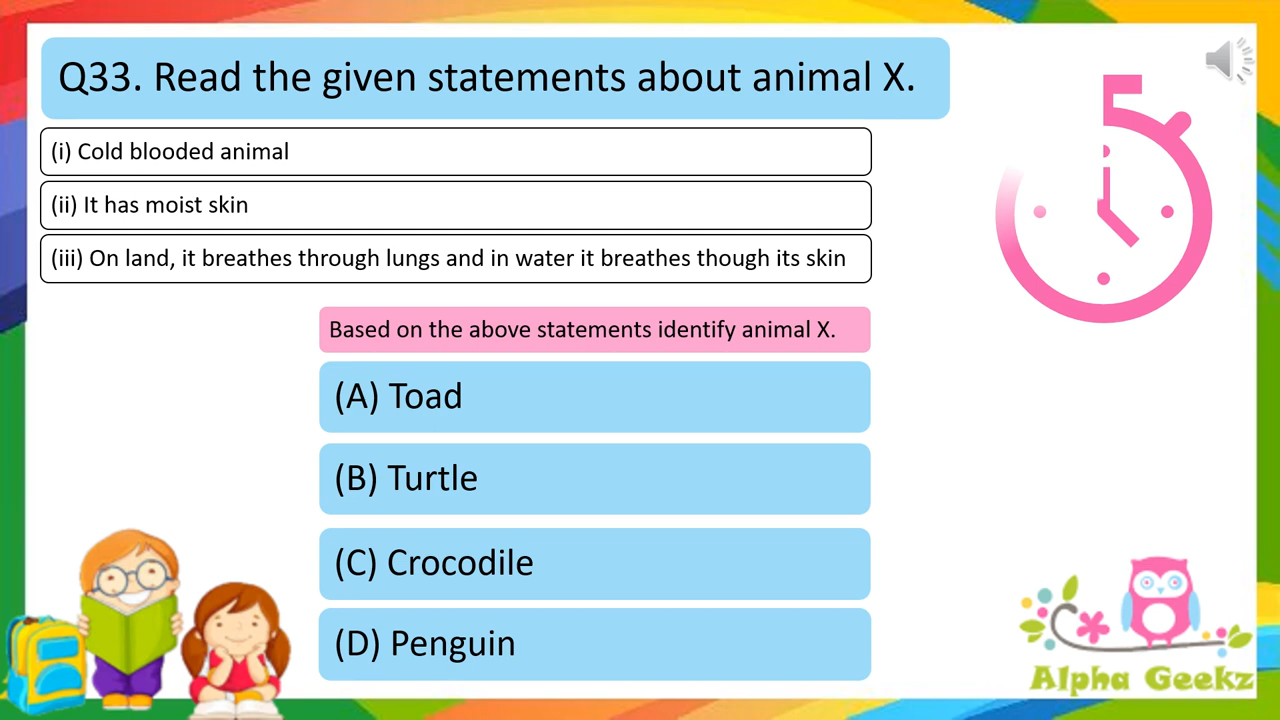 Q33. Read the given statements about animal X.
(i) Cold blooded animal
(ii) It has moist skin
(iii) On land, it breathes through lungs and in water it breathes though its skin
Based on the above statements identify animal X.
(A) Toad
(B) Turtle
(C) Crocodile
(D) Penguin
Alpha Geekz